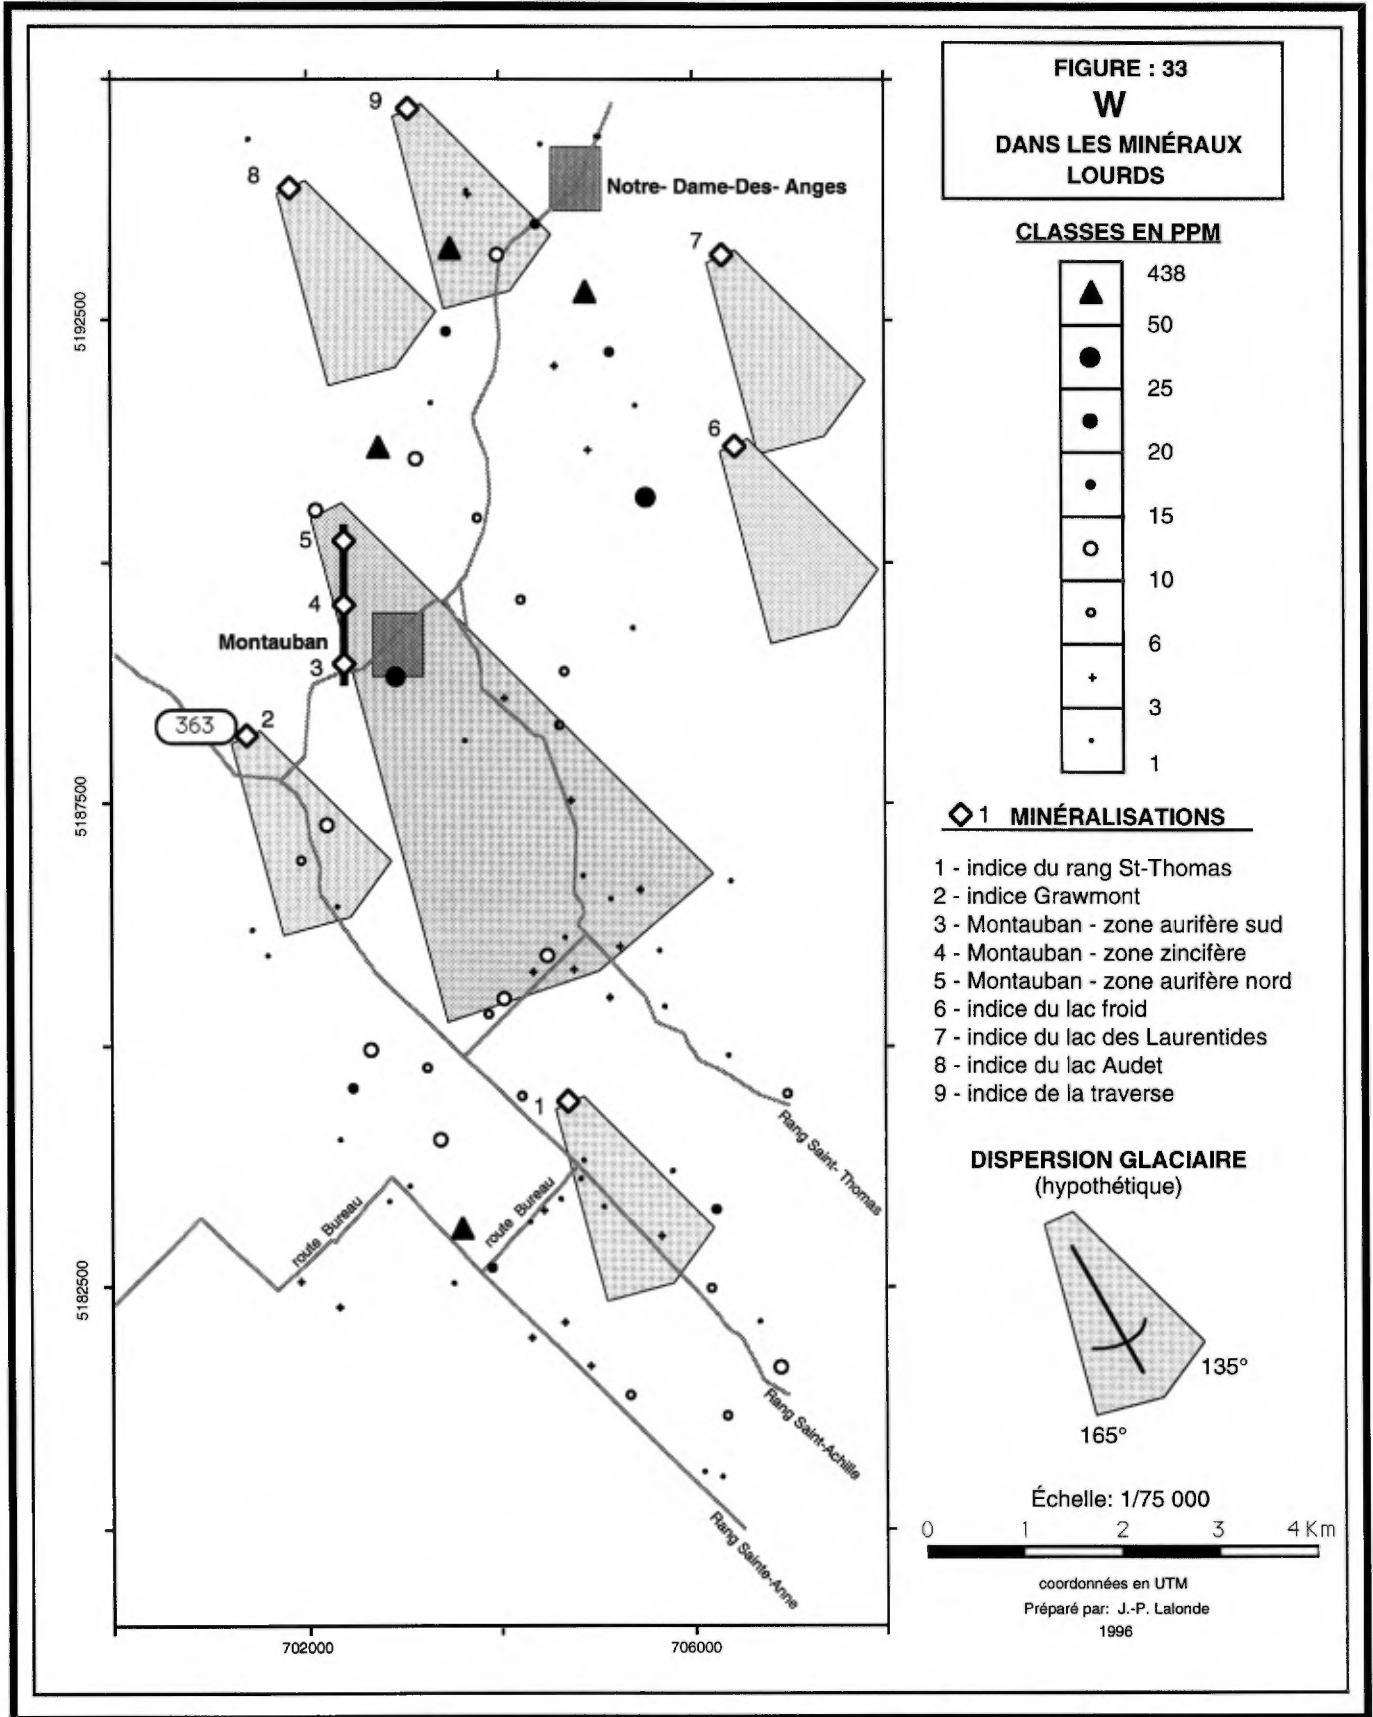 FIGURE : 33
W
DANS LES MINÉRAUX
LOURDS
CLASSES EN PPM
438
50
25
20
15
10
6
3
1
1 MINÉRALISATIONS
1 - indice du rang St-Thomas
2 - indice Grawmont
3 - Montauban - zone aurifère sud
4 - Montauban - zone zincifère
5 - Montauban - zone aurifère nord
6 - indice du lac froid
7 - indice du lac des Laurentides
8 - indice du lac Audet
9 - indice de la traverse
DISPERSION GLACIAIRE
(hypothétique)
135°
165°
Échelle: 1/75 000
0 1 2 3 4 Km
coordonnées en UTM
Préparé par: J.-P. Lalonde
1996
9
8
Notre- Dame-Des- Anges
7
5192500
6
5
4
Montauban
3
363
2
5187500
1
Rang Saint- Thomas
route Bureau
route Bureau
5182500
Rang Saint-Achille
Rang Sainte-Anne
702000
706000